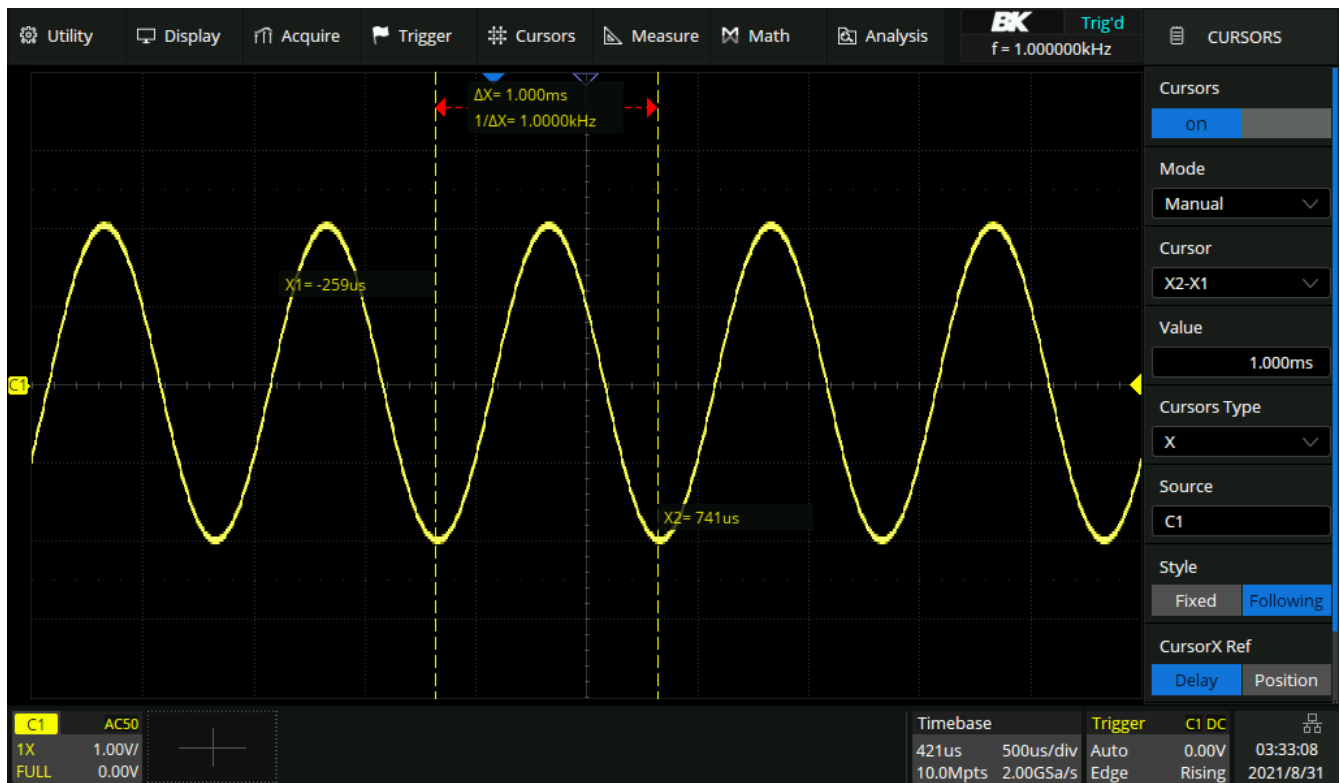 Utility Display Acquire Trigger Cursors Measure Math Analysis
BK Trig'd
f = 1.000000kHz
CURSORS
ΔX= 1.000ms
1/ΔX= 1.0000kHz
X1= -259us
X2= 741us
C1
Cursors
on
Mode
Manual
Cursor
X2-X1
Value
1.000ms
Cursors Type
X
Source
C1
Style
Fixed Following
CursorX Ref
Delay Position
C1 AC50
1X 1.00V/
FULL 0.00V
Timebase
421us 500us/div
10.0Mpts 2.00GSa/s
Trigger C1 DC
Auto 0.00V
Edge Rising
03:33:08
2021/8/31